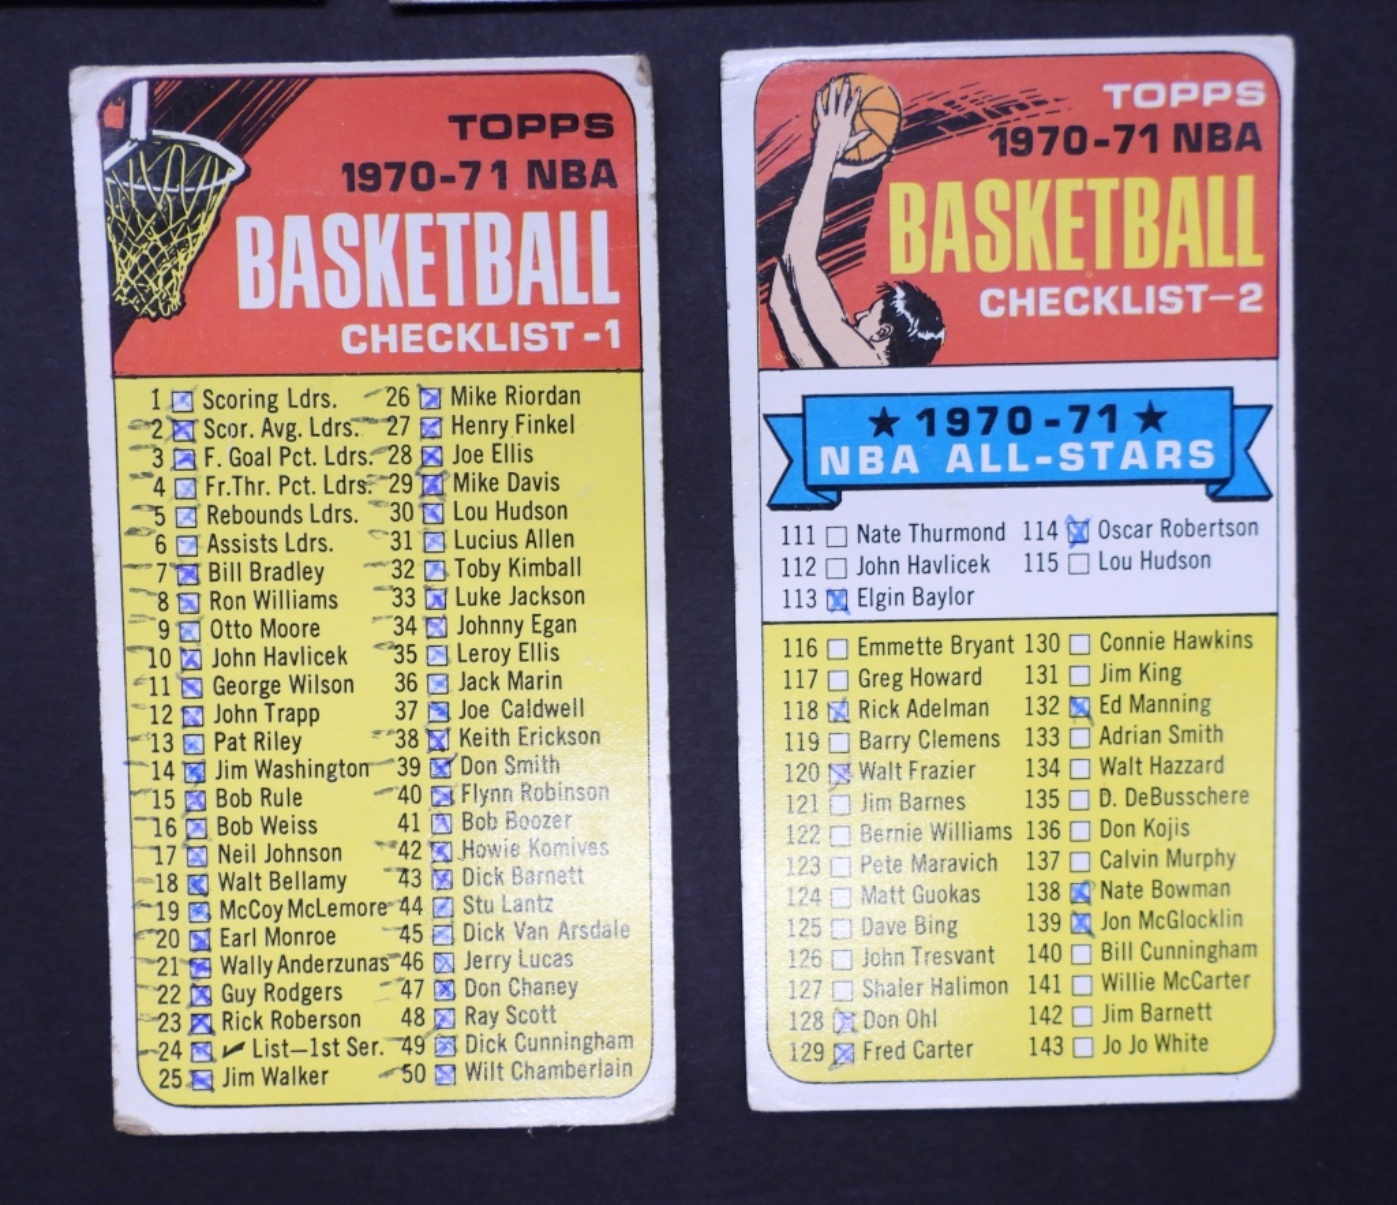 TOPPS
1970-71 NBA
BASKETBALL
CHECKLIST-1
1 Scoring Ldrs.
2 Scor. Avg. Ldrs.
3 F. Goal Pct. Ldrs.
4 Fr.Thr. Pct. Ldrs.
5 Rebounds Ldrs.
6 Assists Ldrs.
7 Bill Bradley
8 Ron Williams
9 Otto Moore
10 John Havlicek
11 George Wilson
12 John Trapp
13 Pat Riley
14 Jim Washington
15 Bob Rule
16 Bob Weiss
17 Neil Johnson
18 Walt Bellamy
19 McCoy McLemore
20 Earl Monroe
21 Wally Anderzunas
22 Guy Rodgers
23 Rick Roberson
24 ✓ List—1st Ser.
25 Jim Walker
26 Mike Riordan
27 Henry Finkel
28 Joe Ellis
29 Mike Davis
30 Lou Hudson
31 Lucius Allen
32 Toby Kimball
33 Luke Jackson
34 Johnny Egan
35 Leroy Ellis
36 Jack Marin
37 Joe Caldwell
38 Keith Erickson
39 Don Smith
40 Flynn Robinson
41 Bob Boozer
42 Howie Komives
43 Dick Barnett
44 Stu Lantz
45 Dick Van Arsdale
46 Jerry Lucas
47 Don Chaney
48 Ray Scott
49 Dick Cunningham
50 Wilt Chamberlain
TOPPS
1970-71 NBA
BASKETBALL
CHECKLIST—2
★ 1970-71 ★
NBA ALL-STARS
111 Nate Thurmond
112 John Havlicek
113 Elgin Baylor
114 Oscar Robertson
115 Lou Hudson
116 Emmette Bryant
117 Greg Howard
118 Rick Adelman
119 Barry Clemens
120 Walt Frazier
121 Jim Barnes
122 Bernie Williams
123 Pete Maravich
124 Matt Guokas
125 Dave Bing
126 John Tresvant
127 Shaler Halimon
128 Don Ohl
129 Fred Carter
130 Connie Hawkins
131 Jim King
132 Ed Manning
133 Adrian Smith
134 Walt Hazzard
135 D. DeBusschere
136 Don Kojis
137 Calvin Murphy
138 Nate Bowman
139 Jon McGlocklin
140 Bill Cunningham
141 Willie McCarter
142 Jim Barnett
143 Jo Jo White